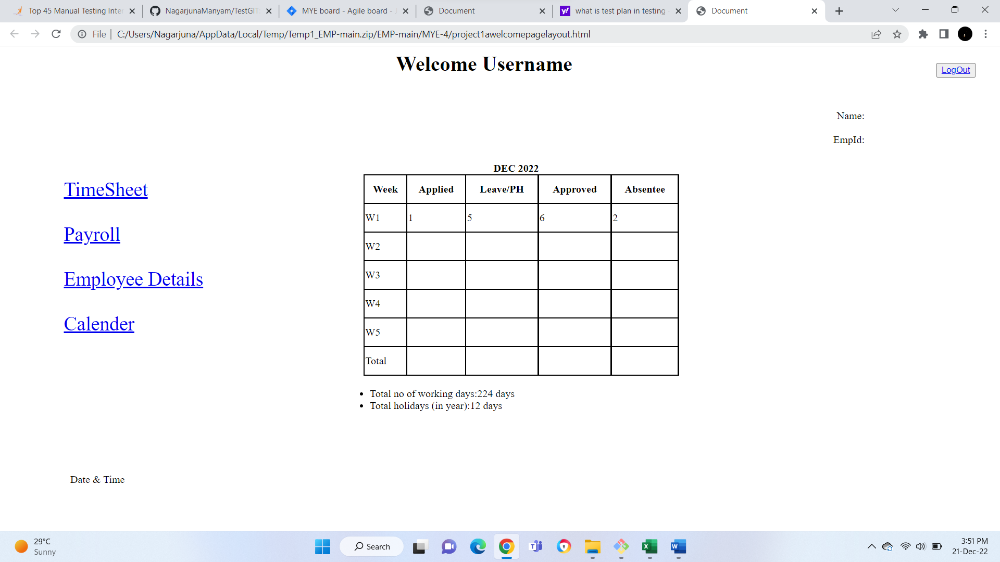 Top 45 Manual Testing Inter
NagarjunaManyam/TestGIT:
MYE board - Agile board - J
Document
what is test plan in testing -
Document
File | C:/Users/Nagarjuna/AppData/Local/Temp/Temp1_EMP-main.zip/EMP-main/MYE-4/project1awelcomepagelayout.html
Welcome Username
LogOut
Name:
EmpId:
TimeSheet
Payroll
Employee Details
Calender
DEC 2022
Week Applied Leave/PH Approved Absentee
W1 1 5 6 2
W2
W3
W4
W5
Total
• Total no of working days:224 days
• Total holidays (in year):12 days
Date & Time
29°C
Sunny
Search
3:51 PM
21-Dec-22